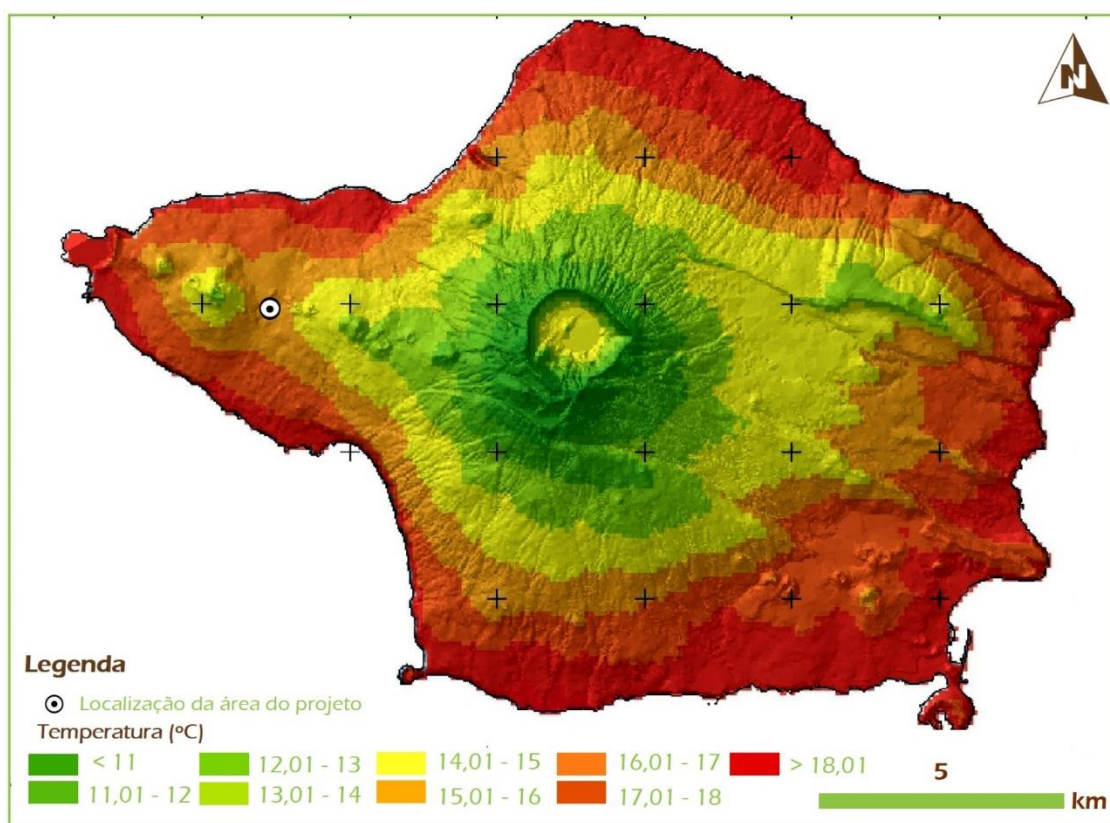 N
Legenda
Localização da área do projeto
Temperatura (ºC)
< 11 12,01 - 13 14,01 - 15 16,01 - 17 > 18,01
11,01 - 12 13,01 - 14 15,01 - 16 17,01 - 18
5
km